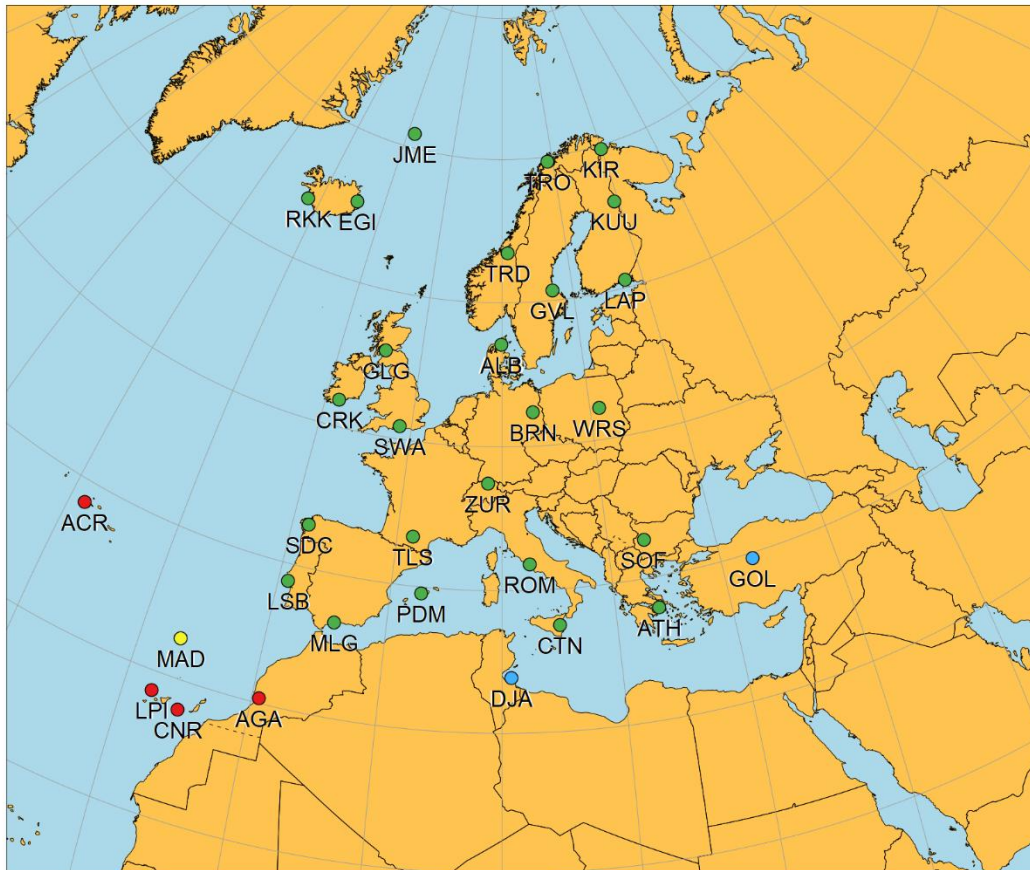 JME
TRO
KIR
RKK
EGI
KUU
TRD
GVL
LAP
GLG
ALB
CRK
SWA
BRN
WRS
ZUR
ACR
SDC
TLS
SOF
GOL
ROM
LSB
PDM
MLG
CTN
ATH
MAD
LPI
CNR
AGA
DJA